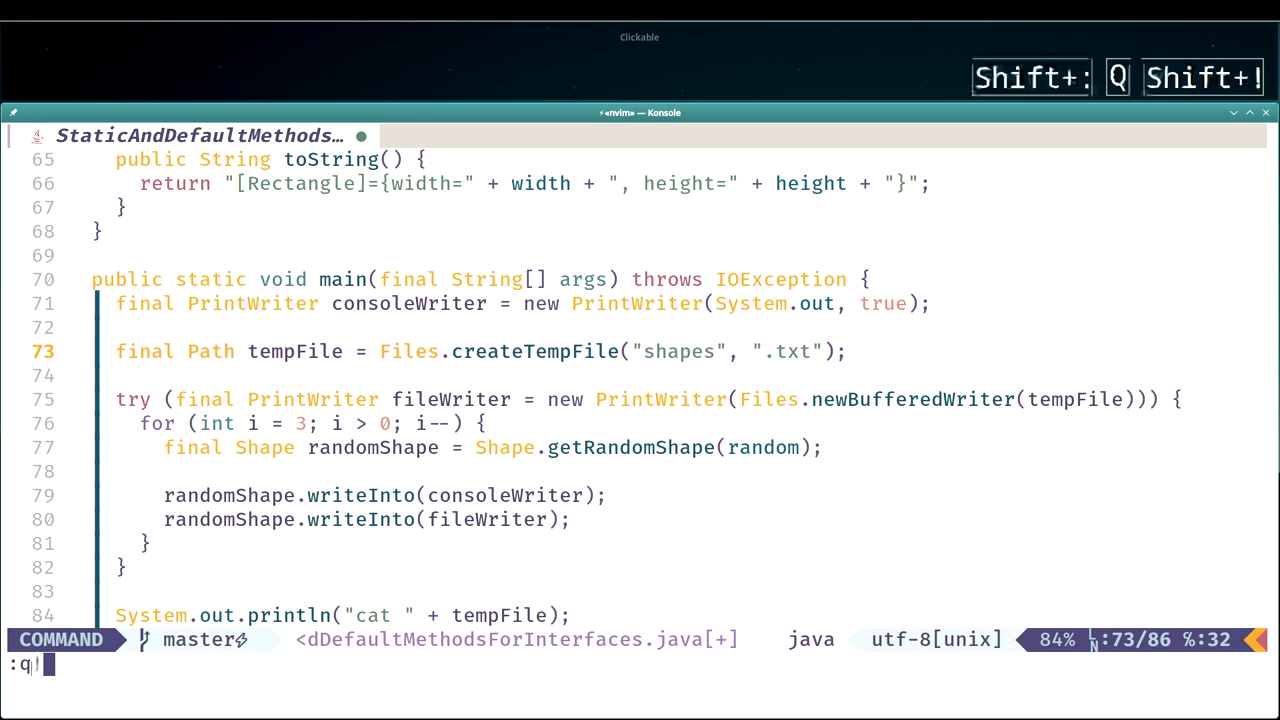 Clickable
Shift+: Q Shift+!
⚡«nvim» — Konsole
StaticAndDefaultMethods… ●
65     public String toString() {
66       return "[Rectangle]={width=" + width + ", height=" + height + "}";
67     }
68   }
69
70   public static void main(final String[] args) throws IOException {
71     final PrintWriter consoleWriter = new PrintWriter(System.out, true);
72
73     final Path tempFile = Files.createTempFile("shapes", ".txt");
74
75     try (final PrintWriter fileWriter = new PrintWriter(Files.newBufferedWriter(tempFile))) {
76       for (int i = 3; i > 0; i--) {
77         final Shape randomShape = Shape.getRandomShape(random);
78
79         randomShape.writeInto(consoleWriter);
80         randomShape.writeInto(fileWriter);
81       }
82     }
83
84     System.out.println("cat " + tempFile);
COMMAND master⚡ <dDefaultMethodsForInterfaces.java[+] java utf-8[unix] 84% LN:73/86 ℅:32
:q!